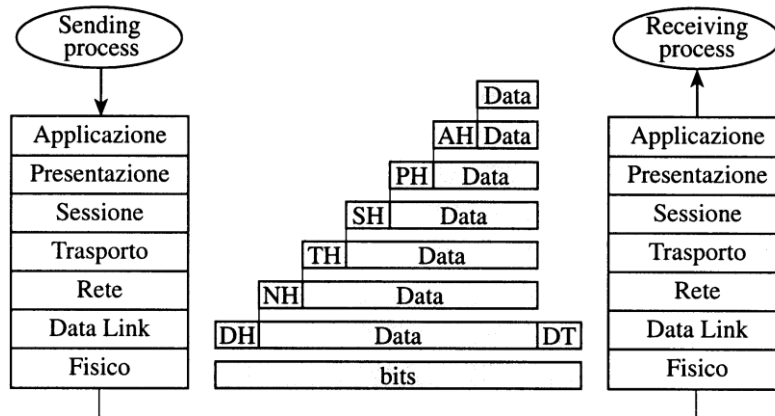 Sending
process
Receiving
process
Data
Applicazione
AH Data
Applicazione
Presentazione
PH Data
Presentazione
Sessione
SH Data
Sessione
Trasporto
TH Data
Trasporto
Rete
NH Data
Rete
Data Link
DH Data DT
Data Link
Fisico
bits
Fisico